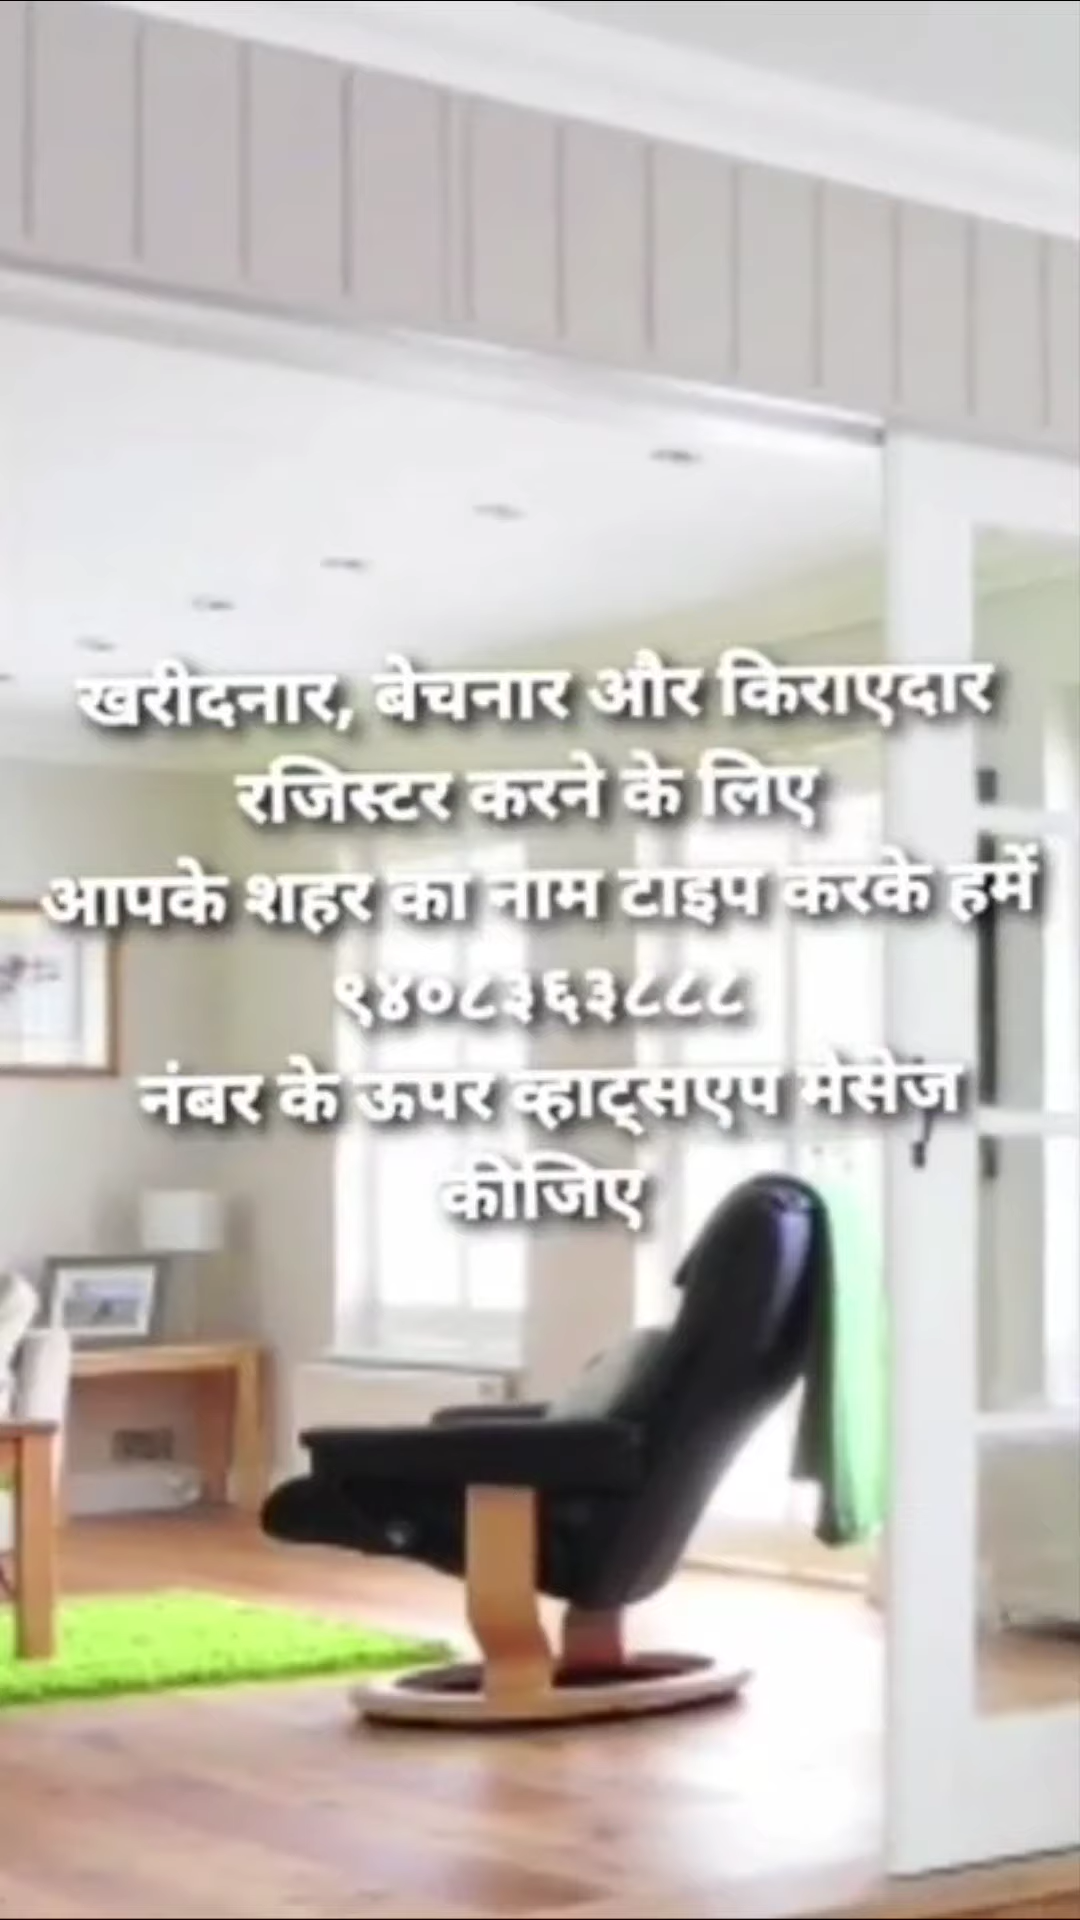 खरीदनार, बेचनार और किराएदार
रजिस्टर करने के लिए
आपके शहर का नाम टाइप करके हमें
९४०८३६३८८८
नंबर के ऊपर व्हाट्सएप मेसेज
कीजिए